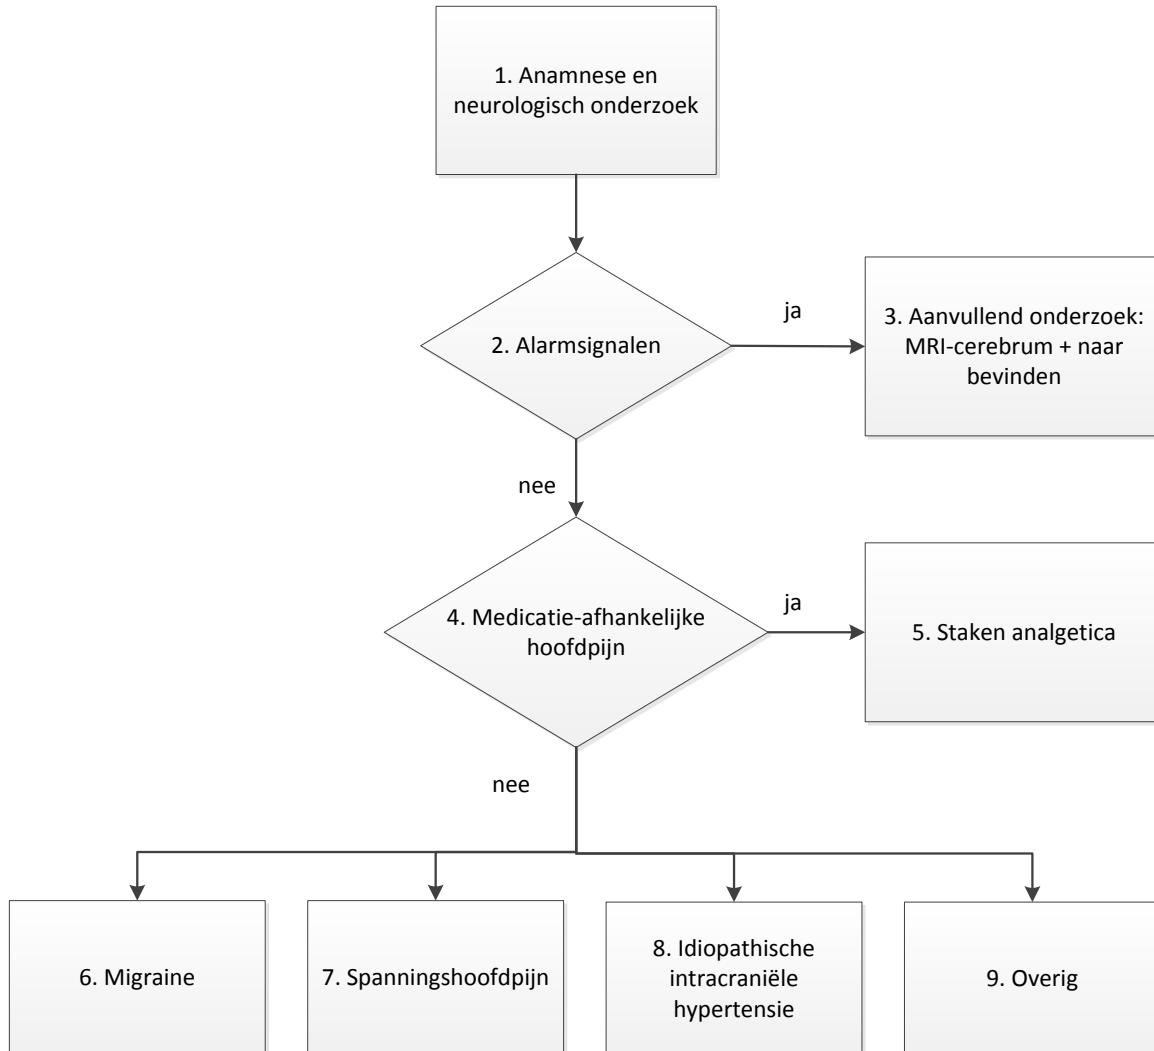 1. Anamnese en
neurologisch onderzoek
2. Alarmsignalen
ja
3. Aanvullend onderzoek:
MRI-cerebrum + naar
bevinden
nee
4. Medicatie-afhankelijke
hoofdpijn
ja
5. Staken analgetica
nee
6. Migraine
7. Spanningshoofdpijn
8. Idiopathische
intracraniële
hypertensie
9. Overig